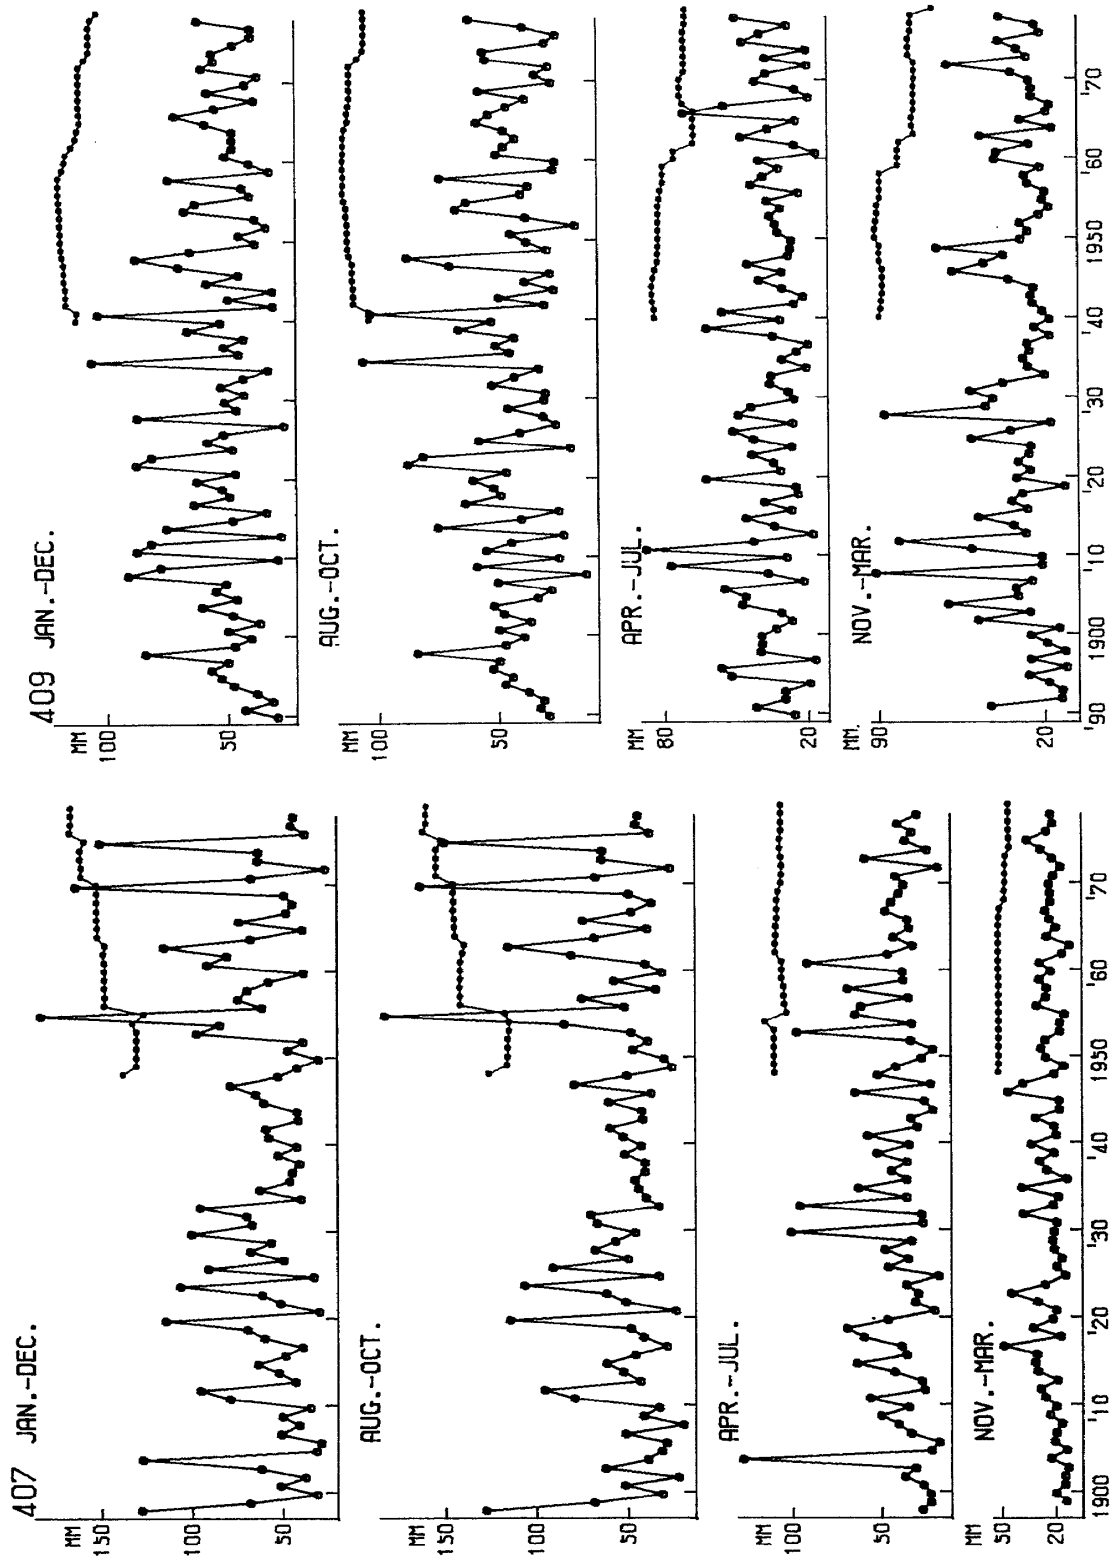 409 JAN.-DEC.
MM
100
50
AUG.-OCT.
MM
100
50
APR.-JUL.
MM
80
20
NOV.-MAR.
MM
90
20
'90
1900
'10
'20
'30
'40
1950
'60
'70
407 JAN.-DEC.
MM
150
100
50
AUG.-OCT.
MM
150
100
50
APR.-JUL.
MM
100
50
NOV.-MAR.
MM
50
20
1900
'10
'20
'30
'40
1950
'60
'70